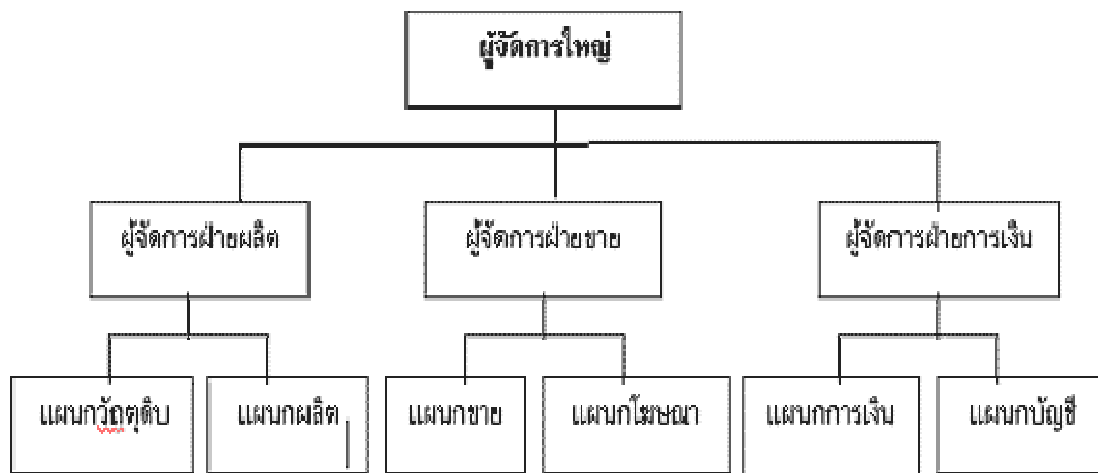 ผู้จัดการใหญ่
ผู้จัดการฝ่ายผลิต
ผู้จัดการฝ่ายขาย
ผู้จัดการฝ่ายการเงิน
แผนกวัถตุดิบ
แผนกผลิต
แผนกขาย
แผนกโฆษณา
แผนกการเงิน
แผนกบัญชี